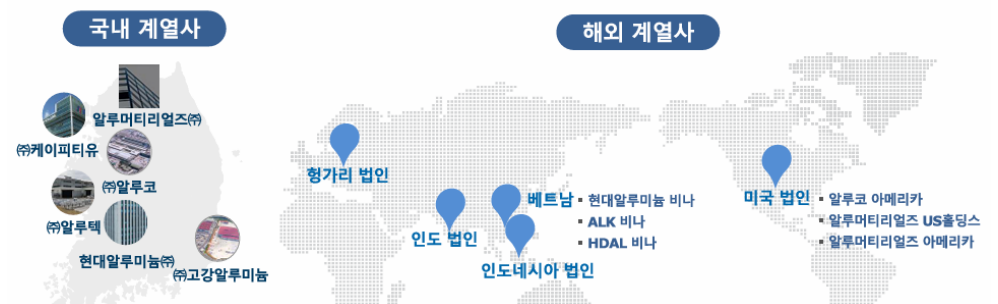 국내 계열사
해외 계열사
알루머티리얼즈㈜
㈜케이피티유
㈜알루코
㈜알루텍
현대알루미늄㈜
㈜고강알루미늄
헝가리 법인
인도 법인
베트남
▪ 현대알루미늄 비나
▪ ALK 비나
▪ HDAL 비나
인도네시아 법인
미국 법인
▪ 알루코 아메리카
▪ 알루머티리얼즈 US홀딩스
▪ 알루머티리얼즈 아메리카